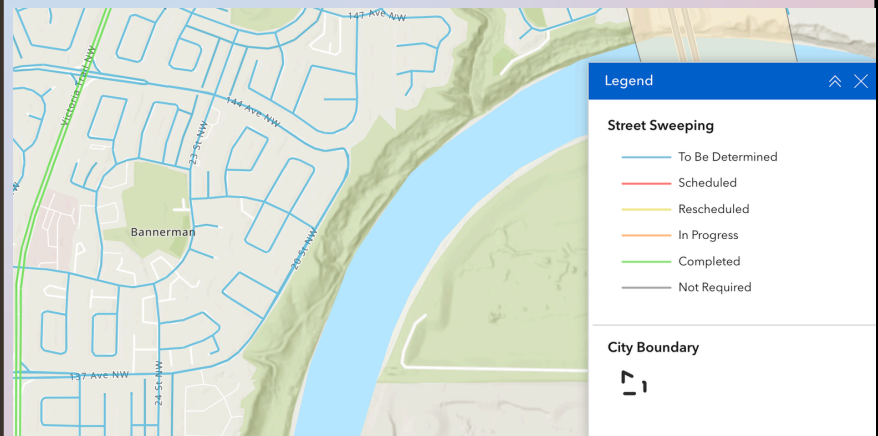 147 Ave NW
Victoria Trail NW
144 Ave NW
23 St NW
Bannerman
20 St NW
137 Ave NW
24 St NW
Legend
Street Sweeping
To Be Determined
Scheduled
Rescheduled
In Progress
Completed
Not Required
City Boundary